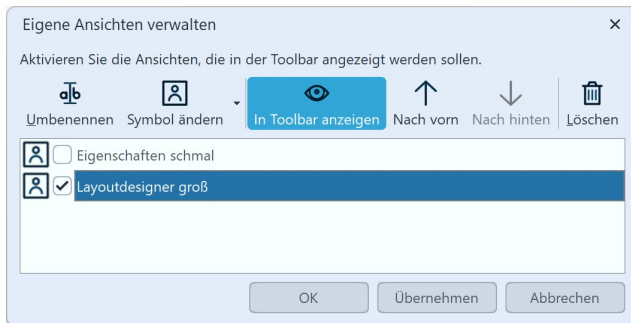 Eigene Ansichten verwalten
Aktivieren Sie die Ansichten, die in der Toolbar angezeigt werden sollen.
Umbenennen Symbol ändern In Toolbar anzeigen Nach vorn Nach hinten Löschen
Eigenschaften schmal
Layoutdesigner groß
OK Übernehmen Abbrechen